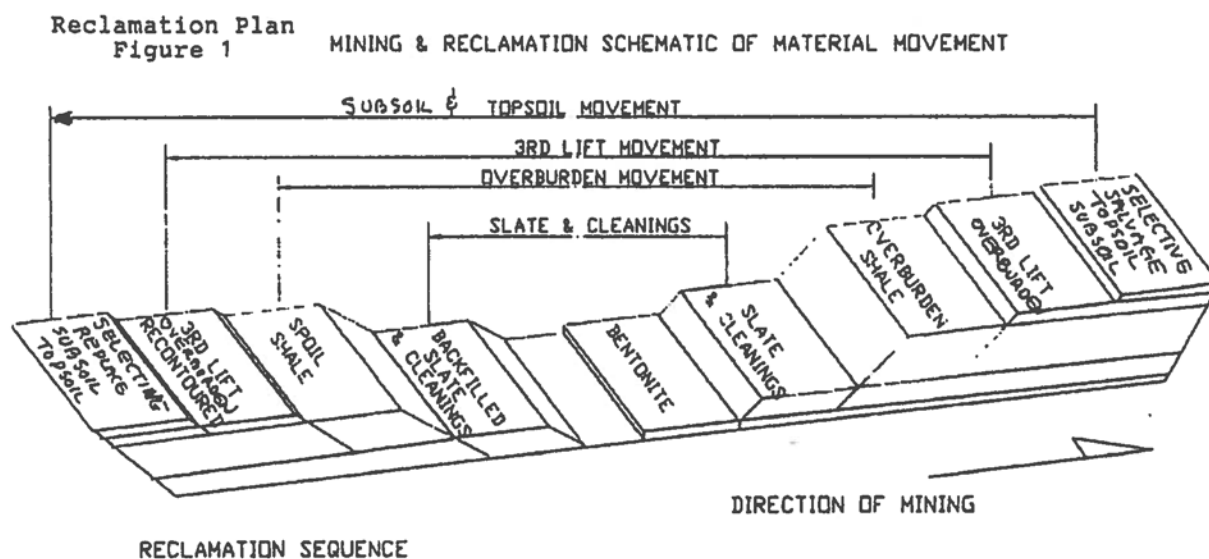 Reclamation Plan
Figure 1
MINING & RECLAMATION SCHEMATIC OF MATERIAL MOVEMENT
SUBSOIL & TOPSOIL MOVEMENT
3RD LIFT MOVEMENT
OVERBURDEN MOVEMENT
SLATE & CLEANINGS
SELECTING
REPLACE
SUBSOIL
TOPSOIL
3RD LIFT
OVERBURDEN
RECONTOURED
SPOIL
SHALE
BACKFILLED
SLATE
& CLEANINGS
BENTONITE
SLATE
& CLEANINGS
OVERBURDEN
SHALE
3RD LIFT
OVERBURDEN
SELECTIVE
SALVAGE
TOPSOIL
SUBSOIL
DIRECTION OF MINING
RECLAMATION SEQUENCE